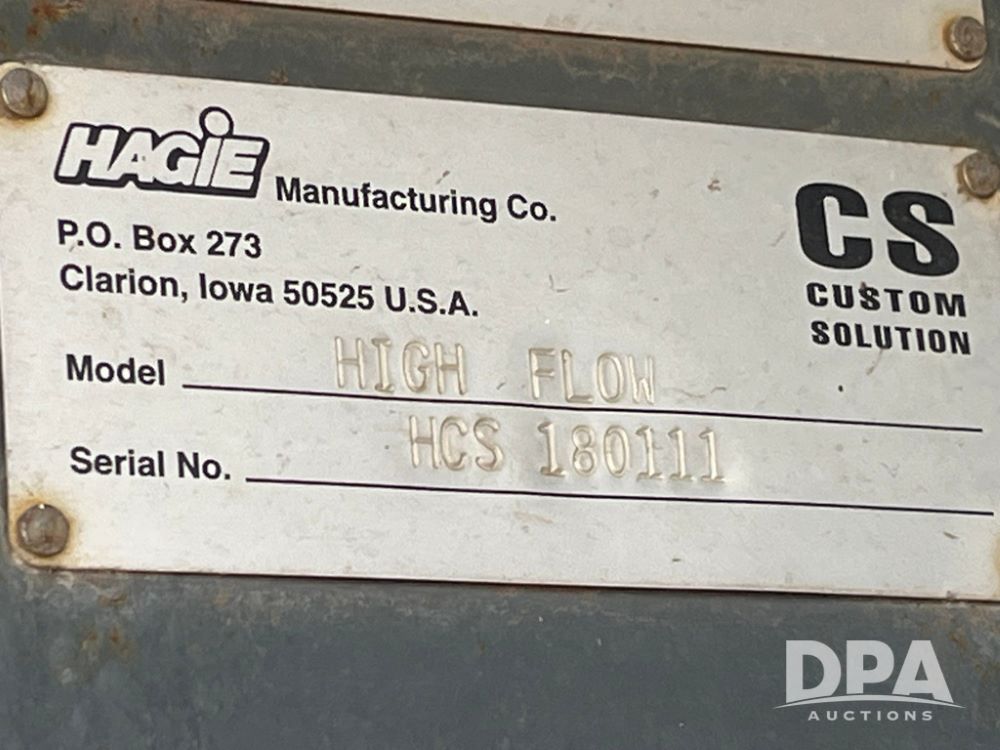 HAGIE Manufacturing Co.
P.O. Box 273
Clarion, Iowa 50525 U.S.A.
CS
CUSTOM
SOLUTION
Model HIGH FLOW
Serial No. HCS 180111
DPA
AUCTIONS